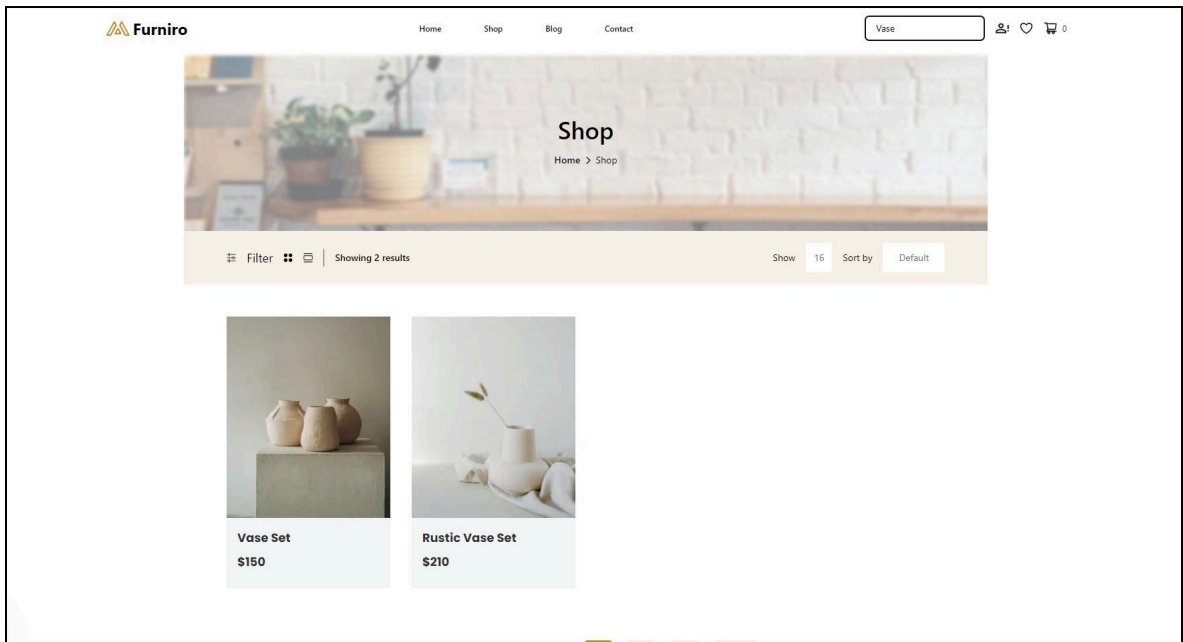 Furniro
Home Shop Blog Contact
Vase
0
Shop
Home > Shop
Filter
Showing 2 results
Show 16 Sort by Default
Vase Set
$150
Rustic Vase Set
$210